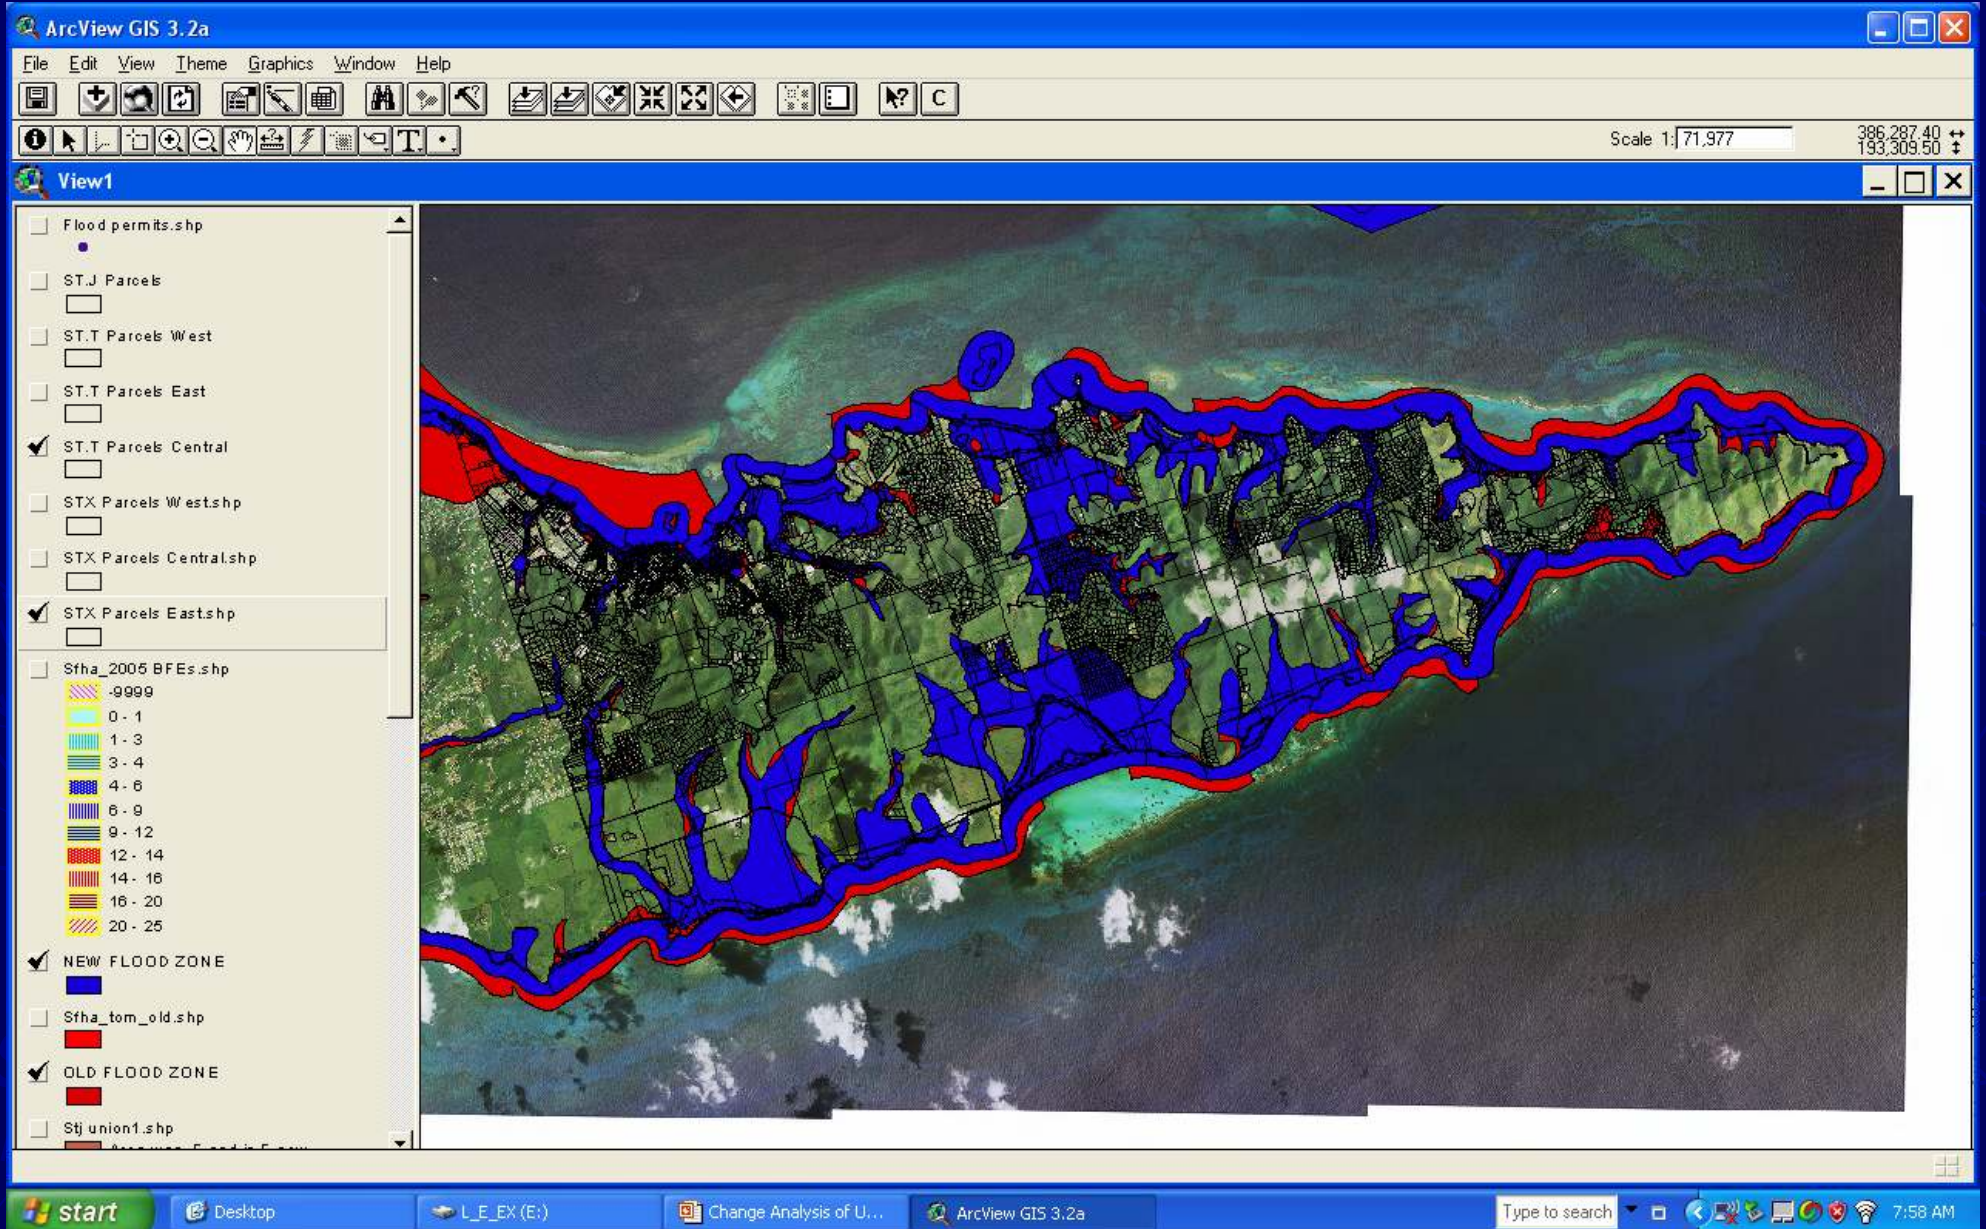 ArcView GIS 3.2a
File Edit View Theme Graphics Window Help
C
T
Scale 1: 71,977
386,287.40
193,309.50
View1
Flood permits.shp
ST.J Parcels
ST.T Parcels West
ST.T Parcels East
ST.T Parcels Central
STX Parcels West.shp
STX Parcels Central.shp
STX Parcels East.shp
Sfha_2005 BFEs.shp
-9999
0 - 1
1 - 3
3 - 4
4 - 6
6 - 9
9 - 12
12 - 14
14 - 16
16 - 20
20 - 25
NEW FLOOD ZONE
Sfha_tom_old.shp
OLD FLOOD ZONE
Stj union1.shp
start
Desktop
L_E_EX (E:)
Change Analysis of U...
ArcView GIS 3.2a
Type to search
7:58 AM